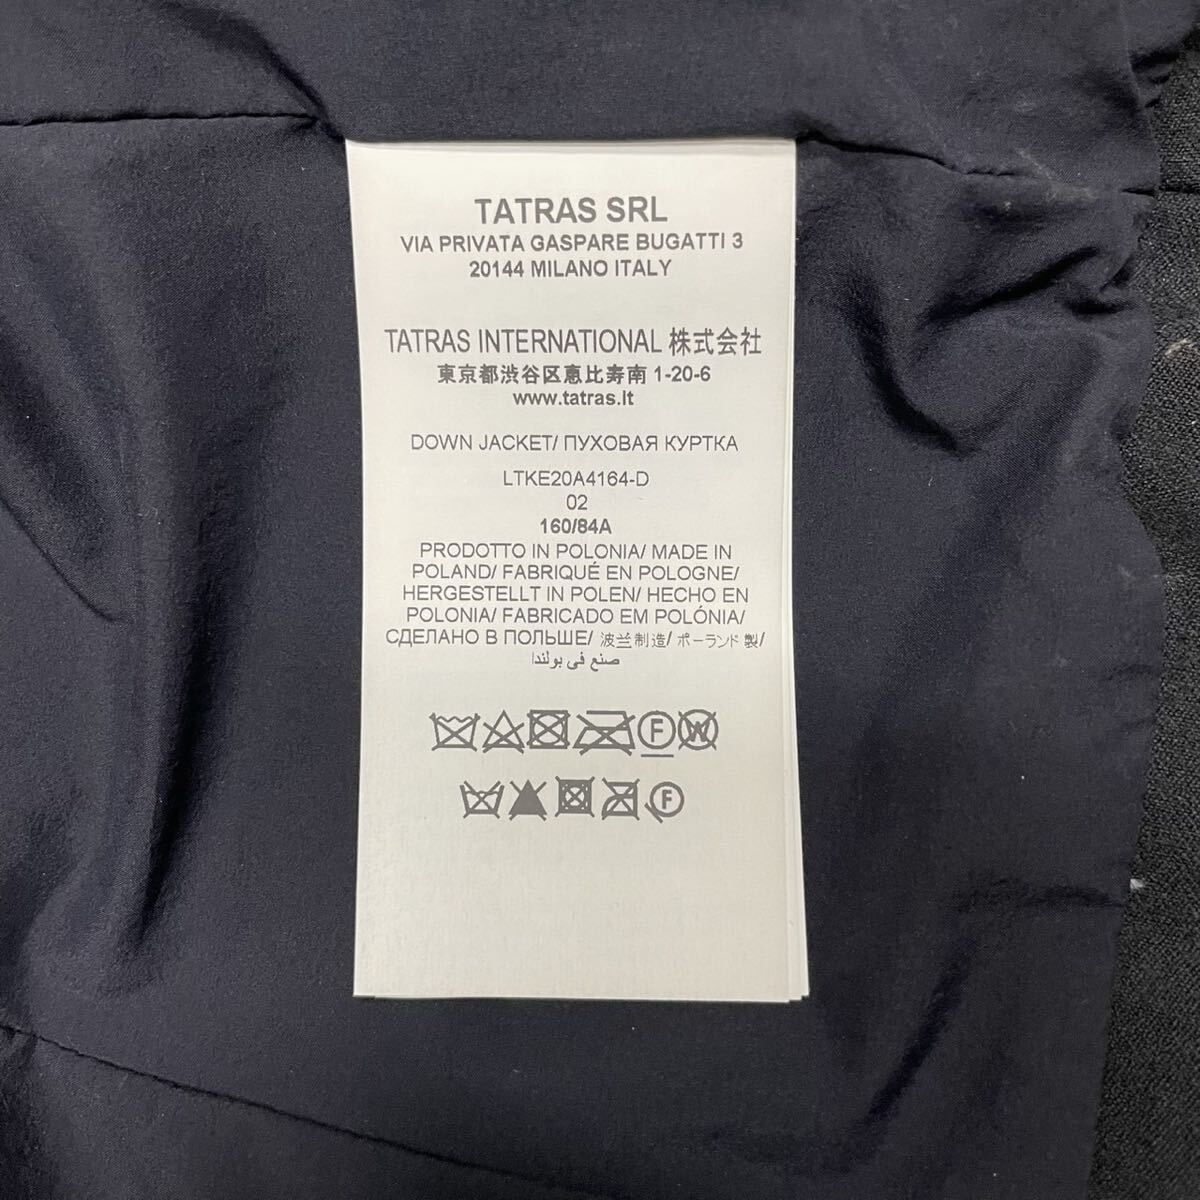 TATRAS SRL
VIA PRIVATA GASPARE BUGATTI 3
20144 MILANO ITALY
TATRAS INTERNATIONAL 株式会社
東京都渋谷区恵比寿南 1-20-6
www.tatras.it
DOWN JACKET/ ПУХОВАЯ КУРТКА
LTKE20A4164-D
02
160/84A
PRODOTTO IN POLONIA/ MADE IN
POLAND/ FABRIQUÉ EN POLOGNE/
HERGESTELLT IN POLEN/ HECHO EN
POLONIA/ FABRICADO EM POLÓNIA/
СДЕЛАНО В ПОЛЬШЕ/ 波兰制造/ ポーランド製/
صنع في بولندا
F W
F